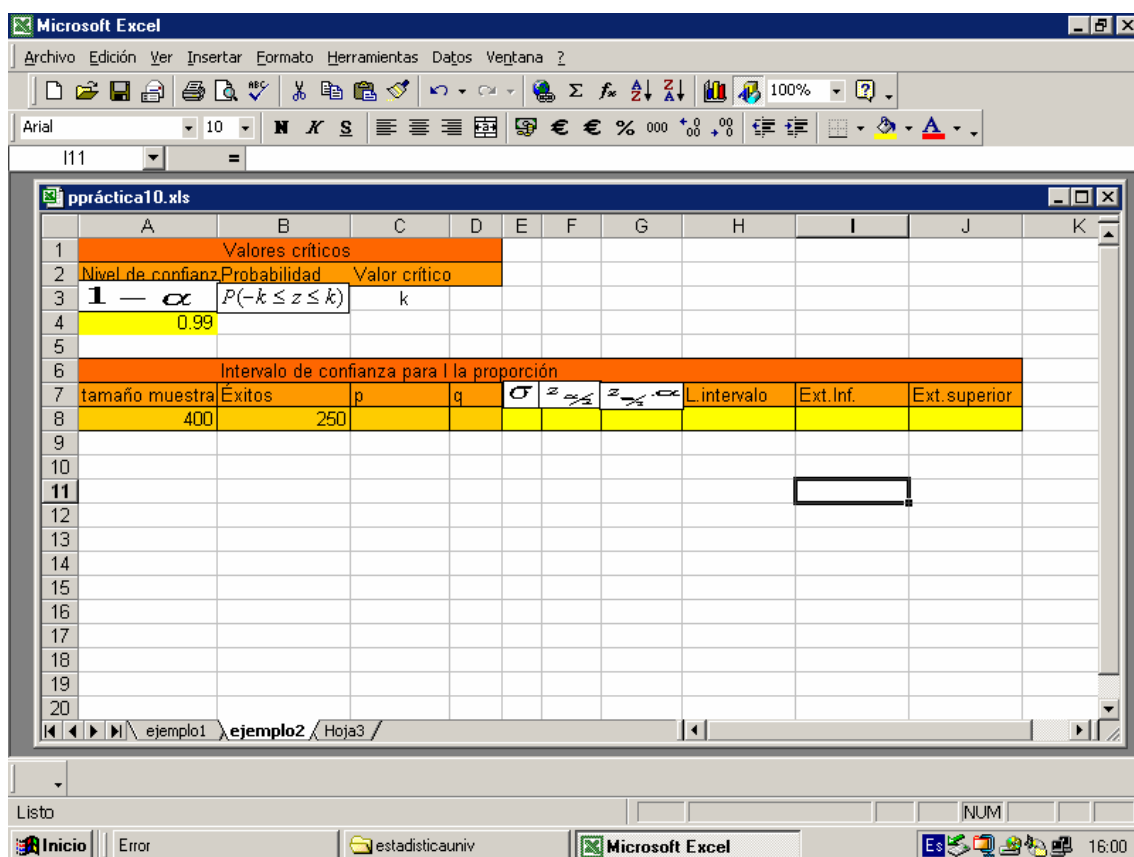 Microsoft Excel
Archivo Edición Ver Insertar Formato Herramientas Datos Ventana ?
ABC Σ fx A Z Z A 100% ?
Arial 10 N K S € € % 000 A
I11 =
ppráctica10.xls
A B C D E F G H I J K
1 Valores críticos
2 Nivel de confianz Probabilidad Valor crítico
3 1 — α P(-k ≤ z ≤ k) k
4 0.99
5
6 Intervalo de confianza para l la proporción
7 tamaño muestra Éxitos p q σ L.intervalo Ext.Inf. Ext.superior
8 400 250
9
10
11
12
13
14
15
16
17
18
19
20
ejemplo1 ejemplo2 Hoja3
Listo NUM
Inicio Error estadisticauniv Microsoft Excel Es 16:00